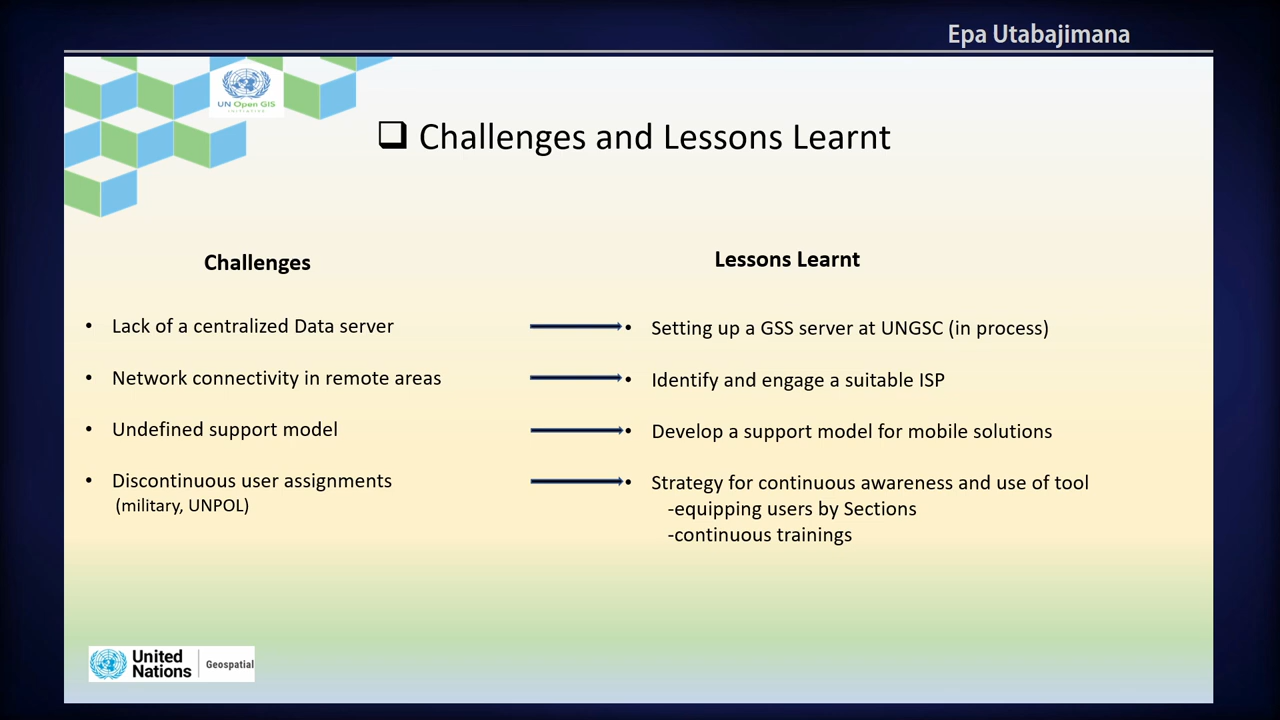 Epa Utabajimana
UN Open GIS
INITIATIVE
❑ Challenges and Lessons Learnt
Challenges
• Lack of a centralized Data server
• Network connectivity in remote areas
• Undefined support model
• Discontinuous user assignments
(military, UNPOL)
Lessons Learnt
• Setting up a GSS server at UNGSC (in process)
• Identify and engage a suitable ISP
• Develop a support model for mobile solutions
• Strategy for continuous awareness and use of tool
-equipping users by Sections
-continuous trainings
United
Nations
Geospatial